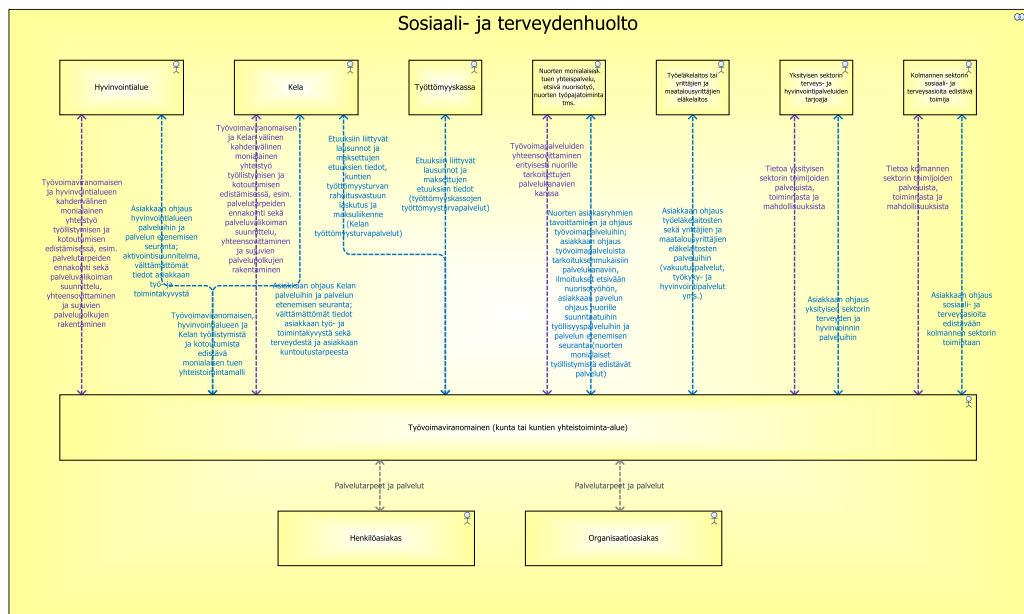 Sosiaali- ja terveydenhuolto
Hyvinvointialue
Kela
Työttömyyskassa
Nuorten monialaisen
tuen yhteispalvelu,
etsivä nuorisotyö,
nuorten työpajatoiminta
tms.
Työeläkelaitos tai
yrittäjien ja
maatalousyrittäjien
eläkelaitos
Yksityisen sektorin
terveys- ja
hyvinvointipalveluiden
tarjoaja
Kolmannen sektorin
sosiaali- ja
terveysasioita edistävä
toimija
Työvoimaviranomaisen
ja hyvinvointialueen
kahdenvälinen
monialainen
yhteistyö
työllistymisen ja
kotoutumisen
edistämisessä, esim.
palvelutarpeiden
ennakointi sekä
palveluvalikoiman
suunnittelu,
yhteensovittaminen
ja sujuvien
palvelupolkujen
rakentaminen
Asiakkaan ohjaus
hyvinvointialueen
palveluihin ja
palvelun etenemisen
seuranta;
aktivointisuunnitelma,
välttämättömät
tiedot asiakkaan
työ- ja
toimintakyvystä
Työvoimaviranomaisen,
hyvinvointialueen ja
Kelan työllistymistä
ja kotoutumista
edistävä
monialaisen tuen
yhteistoimintamalli
Työvoimaviranomaisen
ja Kelan välinen
kahdenvälinen
monialainen
yhteistyö
työllistymisen ja
kotoutumisen
edistämisessä, esim.
palvelutarpeiden
ennakointi sekä
palveluvalikoiman
suunnittelu,
yhteensovittaminen
ja sujuvien
palvelupolkujen
rakentaminen
Asiakkaan ohjaus Kelan
palveluihin ja palvelun
etenemisen seuranta;
välttämättömät tiedot
asiakkaan työ- ja
toimintakyvystä sekä
terveydestä ja asiakkaan
kuntoutustarpeesta
Etuuksiin liittyvät
lausunnot ja
maksettujen
etuuksien tiedot,
kuntien
työttömyysturvan
rahoitusvastuun
laskutus ja
maksuliikenne
(Kelan
työttömyysturvapalvelut)
Etuuksiin liittyvät
lausunnot ja
maksettujen
etuuksien tiedot
(työttömyyskassojen
työttömyysturvapalvelut)
Työvoimapalveluiden
yhteensovittaminen
erityisesti nuorille
tarkoitettujen
palvelukanavien
kanssa
Nuorten asiakasryhmien
tavoittaminen ja ohjaus
työvoimapalveluihin;
asiakkaan ohjaus
työvoimapalveluista
tarkoituksenmukaisiin
palvelukanaviin,
ilmoitukset etsivään
nuorisotyöhön,
asiakkaan pavelun
ohjaus nuorille
suunnattuihin
työllisyyspalveluihin ja
palvelun etenemisen
seuranta (nuorten
monialaiset
työllistymistä edistävät
palvelut)
Asiakkaan ohjaus
työeläkelaitosten
sekä yrittäjien ja
maatalousyrittäjien
eläkelaitosten
palveluihin
(vakuutuspalvelut,
työkyky- ja
hyvinvointipalvelut
yms.)
Tietoa yksityisen
sektorin toimijoiden
palveluista,
toiminnasta ja
mahdollisuuksista
Asiakkaan ohjaus
yksityisen sektorin
terveyden ja
hyvinvoinnin
palveluihin
Tietoa kolmannen
sektorin toimijoiden
palveluista,
toiminnasta ja
mahdollisuuksista
Asiakkaan ohjaus
sosiaali- ja
terveysasioita
edistävään
kolmannen sektorin
toimintaan
Työvoimaviranomainen (kunta tai kuntien yhteistoiminta-alue)
Palvelutarpeet ja palvelut
Palvelutarpeet ja palvelut
Henkilöasiakas
Organisaatioasiakas